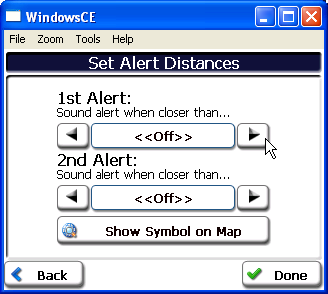 WindowsCE
File Zoom Tools Help
Set Alert Distances
1st Alert:
Sound alert when closer than...
<<Off>>
2nd Alert:
Sound alert when closer than...
<<Off>>
Show Symbol on Map
Back Done